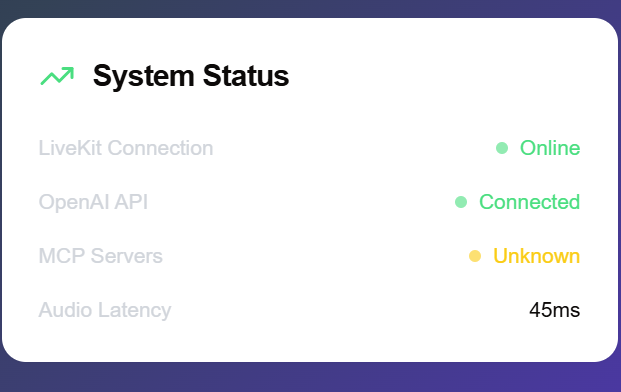 System Status
LiveKit Connection Online
OpenAI API Connected
MCP Servers Unknown
Audio Latency 45ms